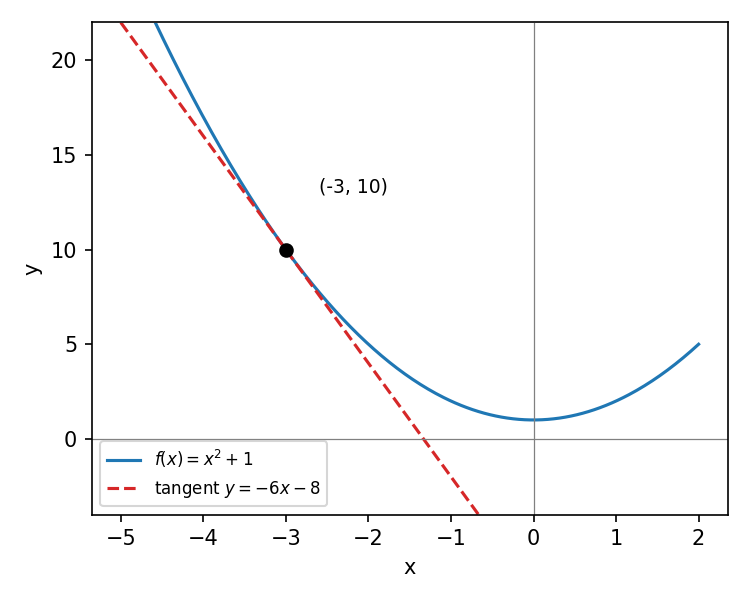 20
15
(-3, 10)
10
y
5
0
f(x) = x² + 1
tangent y = −6x − 8
−5 −4 −3 −2 −1 0 1 2
x